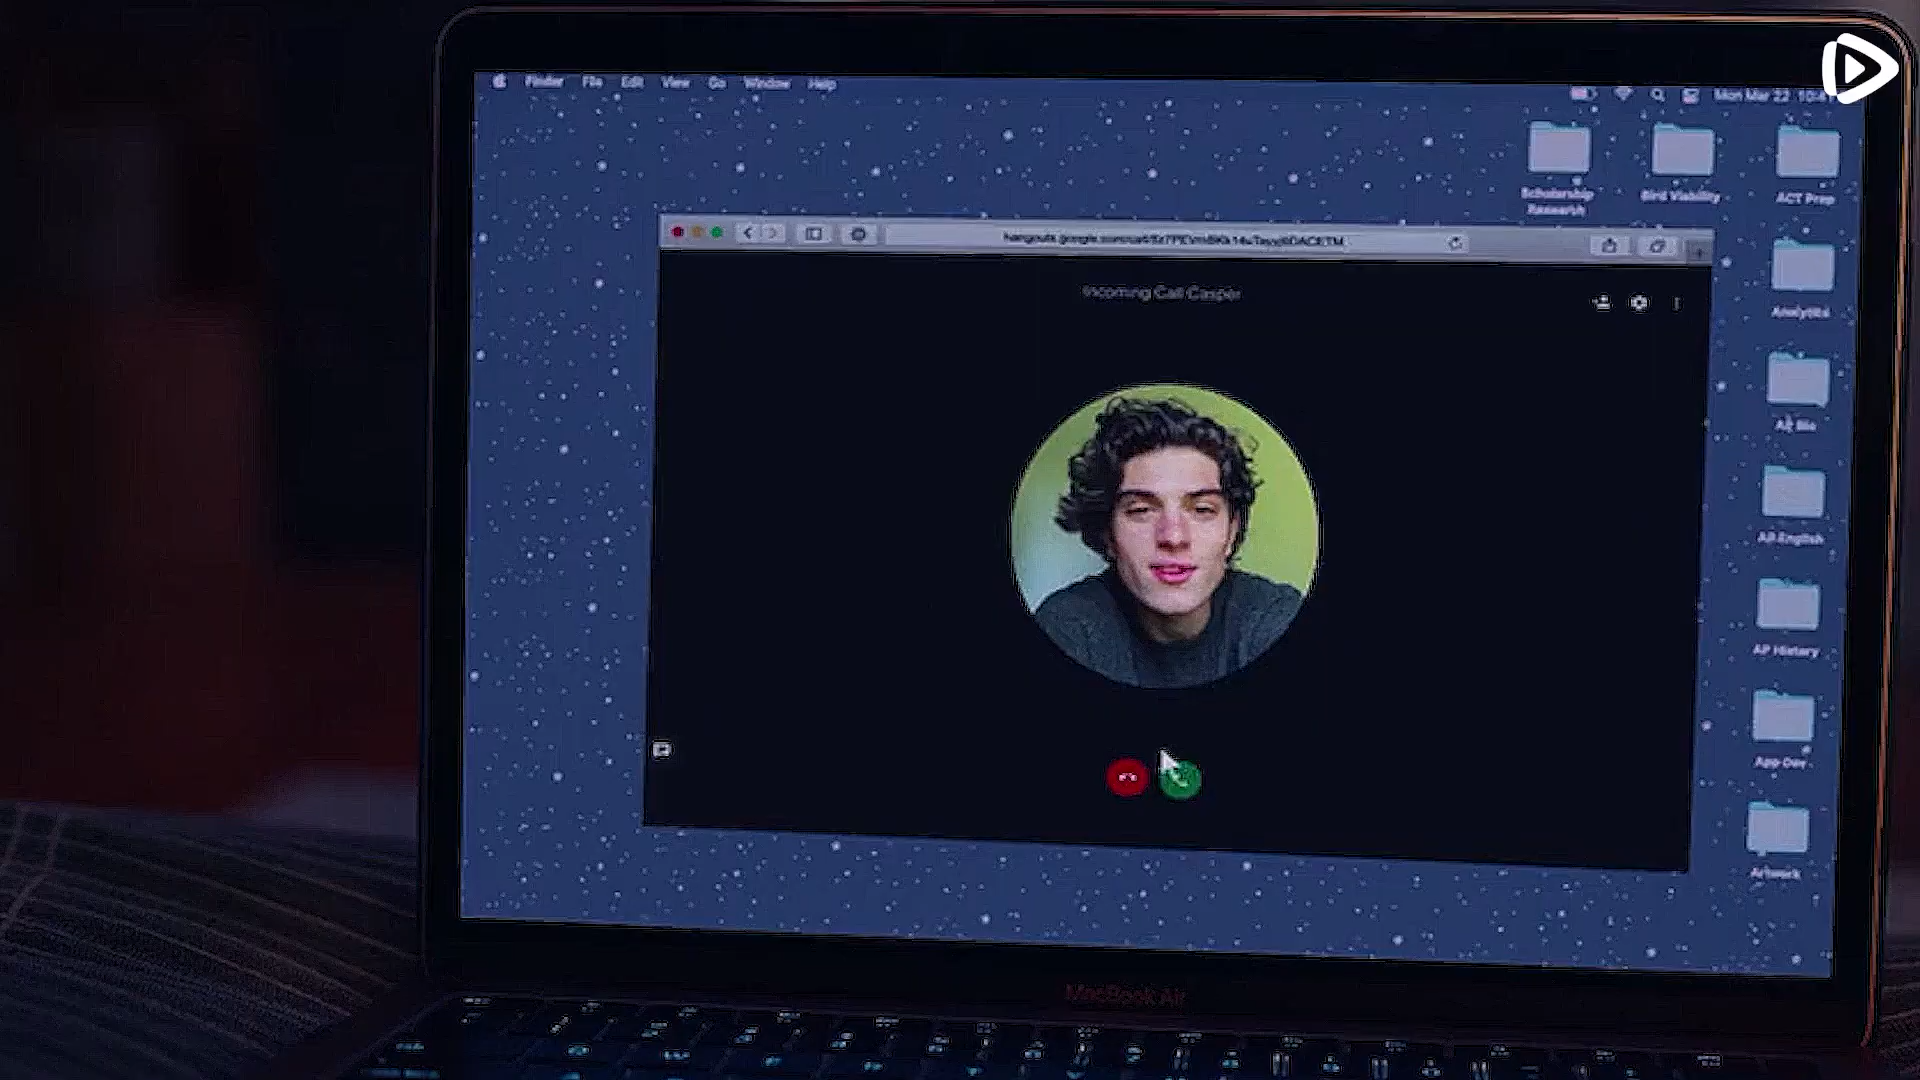 Finder File Edit View Go Window Help
Mon Mar 22
Scholarship Research
Bird Viability
ACT Prep
Incoming Call Casper
Analytics
AP Bio
AP English
AP History
App Dev
Artwork
MacBook Air